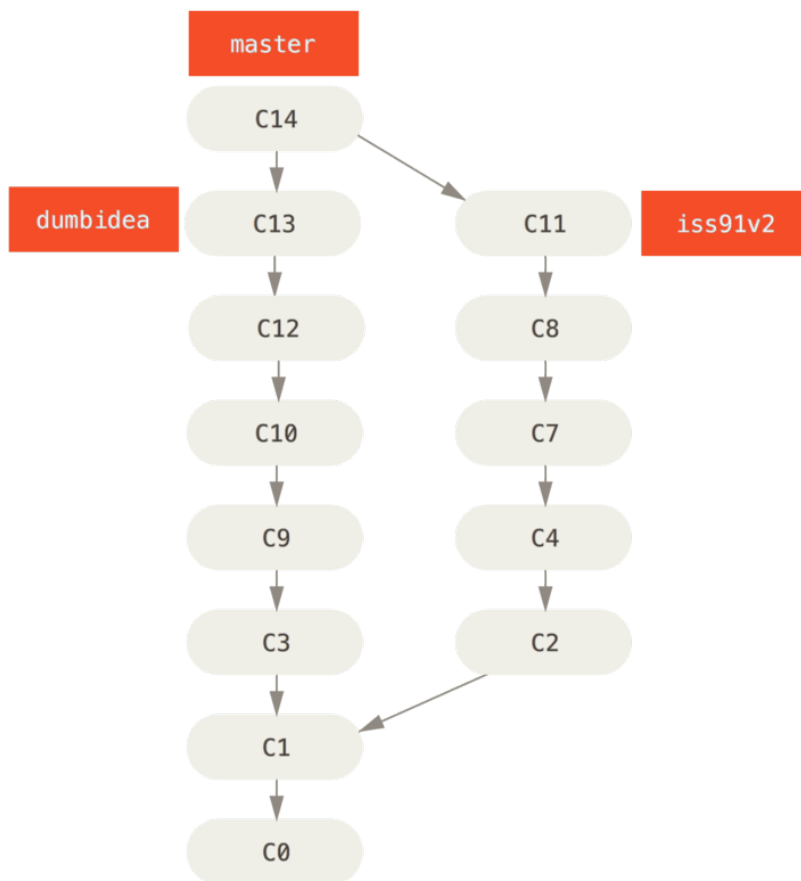 master
C14
dumbidea C13 C11 iss91v2
C12 C8
C10 C7
C9 C4
C3 C2
C1
C0